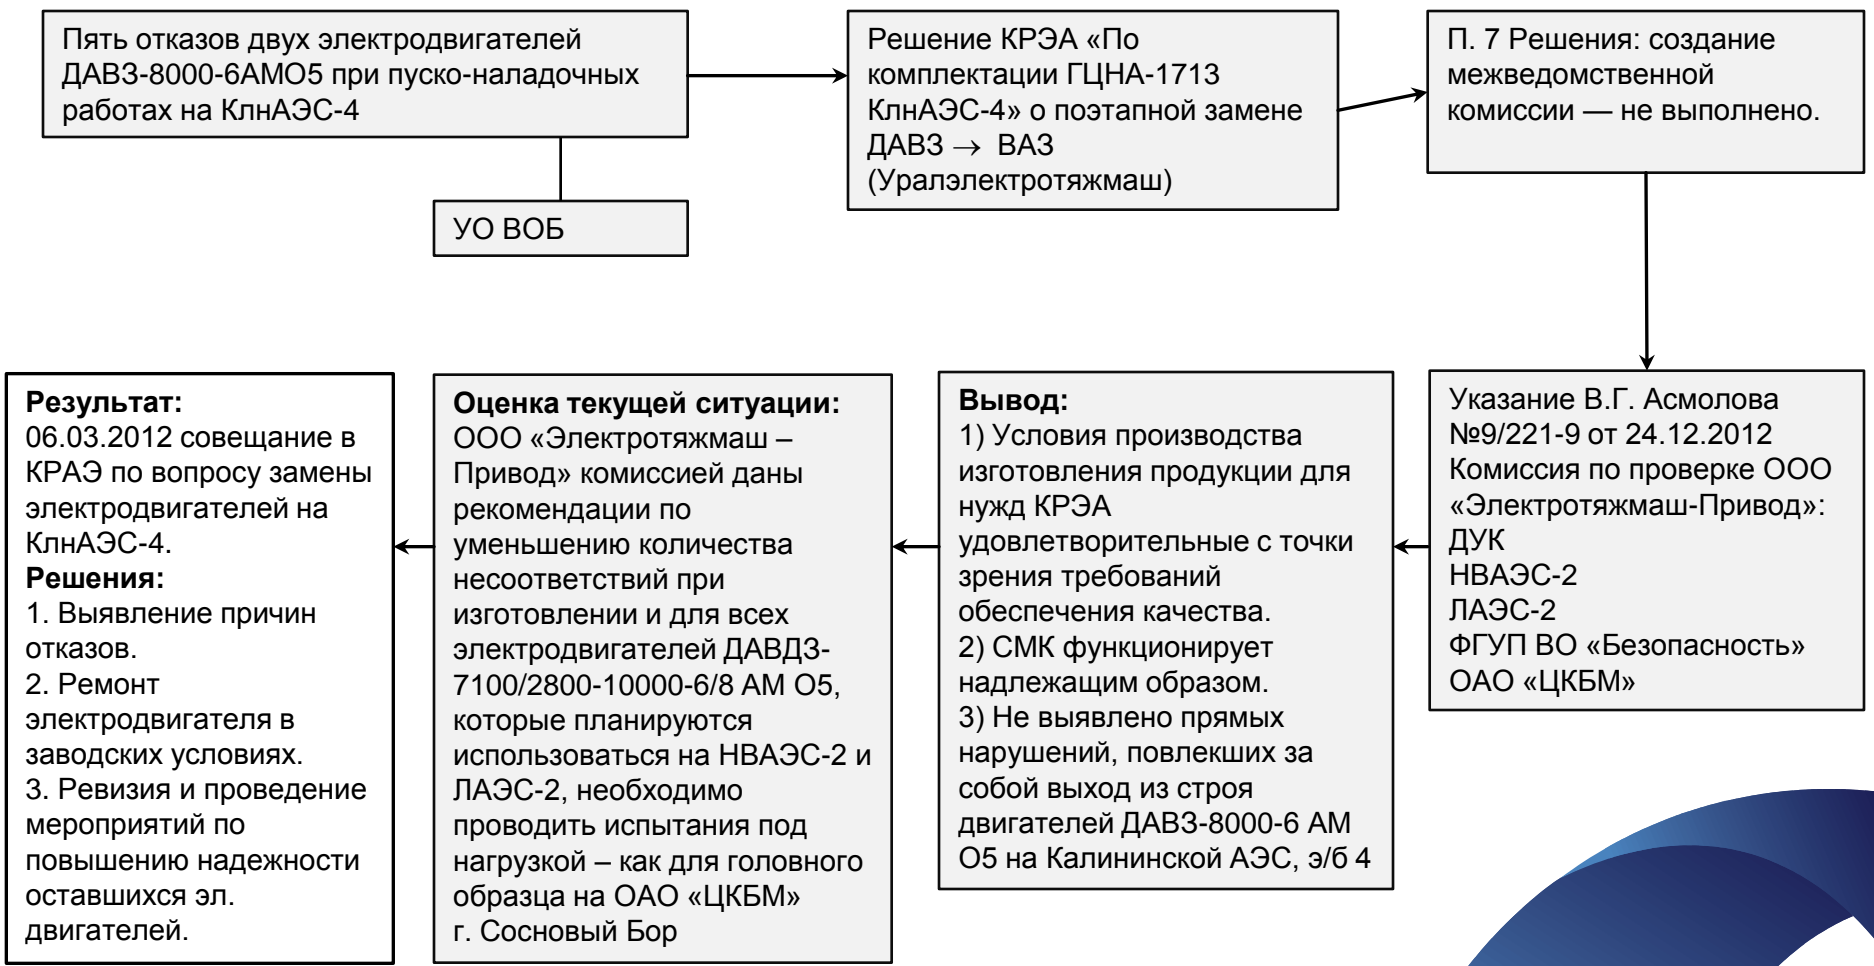 Пять отказов двух электродвигателей
ДАВЗ-8000-6АМО5 при пуско-наладочных
работах на КлнАЭС-4
УО ВОБ
Решение КРЭА «По
комплектации ГЦНА-1713
КлнАЭС-4» о поэтапной замене
ДАВЗ → ВАЗ
(Уралэлектротяжмаш)
П. 7 Решения: создание
межведомственной
комиссии — не выполнено.
Указание В.Г. Асмолова
№9/221-9 от 24.12.2012
Комиссия по проверке ООО
«Электротяжмаш-Привод»:
ДУК
НВАЭС-2
ЛАЭС-2
ФГУП ВО «Безопасность»
ОАО «ЦКБМ»
Вывод:
1) Условия производства
изготовления продукции для
нужд КРЭА
удовлетворительные с точки
зрения требований
обеспечения качества.
2) СМК функционирует
надлежащим образом.
3) Не выявлено прямых
нарушений, повлекших за
собой выход из строя
двигателей ДАВЗ-8000-6 АМ
О5 на Калининской АЭС, э/б 4
Оценка текущей ситуации:
ООО «Электротяжмаш –
Привод» комиссией даны
рекомендации по
уменьшению количества
несоответствий при
изготовлении и для всех
электродвигателей ДАВДЗ-
7100/2800-10000-6/8 АМ О5,
которые планируются
использоваться на НВАЭС-2 и
ЛАЭС-2, необходимо
проводить испытания под
нагрузкой – как для головного
образца на ОАО «ЦКБМ»
г. Сосновый Бор
Результат:
06.03.2012 совещание в
КРАЭ по вопросу замены
электродвигателей на
КлнАЭС-4.
Решения:
1. Выявление причин
отказов.
2. Ремонт
электродвигателя в
заводских условиях.
3. Ревизия и проведение
мероприятий по
повышению надежности
оставшихся эл.
двигателей.